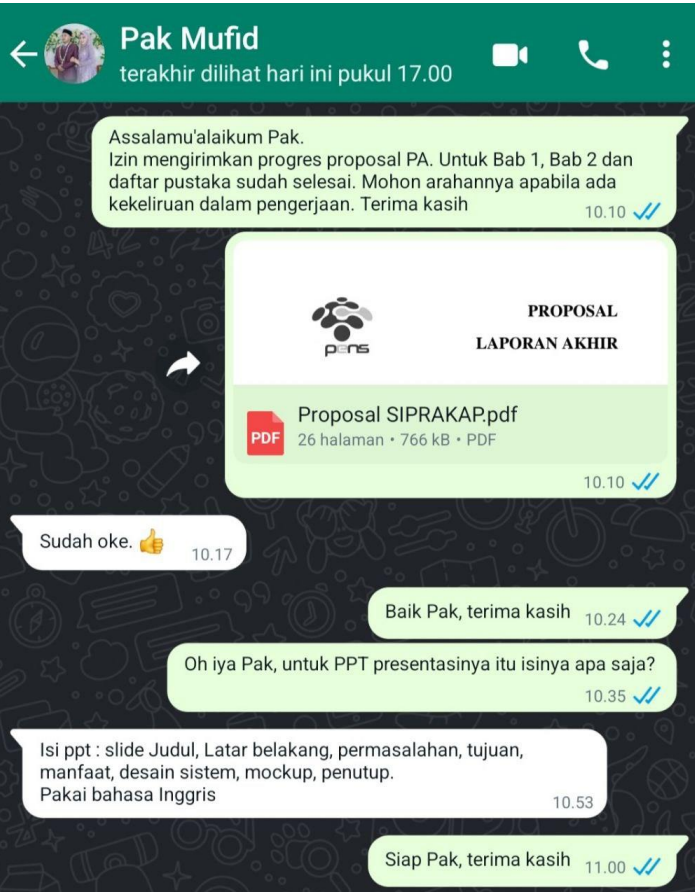 Pak Mufid
terakhir dilihat hari ini pukul 17.00
Assalamu'alaikum Pak.
Izin mengirimkan progres proposal PA. Untuk Bab 1, Bab 2 dan
daftar pustaka sudah selesai. Mohon arahannya apabila ada
kekeliruan dalam pengerjaan. Terima kasih
10.10
PROPOSAL
LAPORAN AKHIR
pens
PDF
Proposal SIPRAKAP.pdf
26 halaman • 766 kB • PDF
10.10
Sudah oke. 👍
10.17
Baik Pak, terima kasih
10.24
Oh iya Pak, untuk PPT presentasinya itu isinya apa saja?
10.35
Isi ppt : slide Judul, Latar belakang, permasalahan, tujuan,
manfaat, desain sistem, mockup, penutup.
Pakai bahasa Inggris
10.53
Siap Pak, terima kasih
11.00